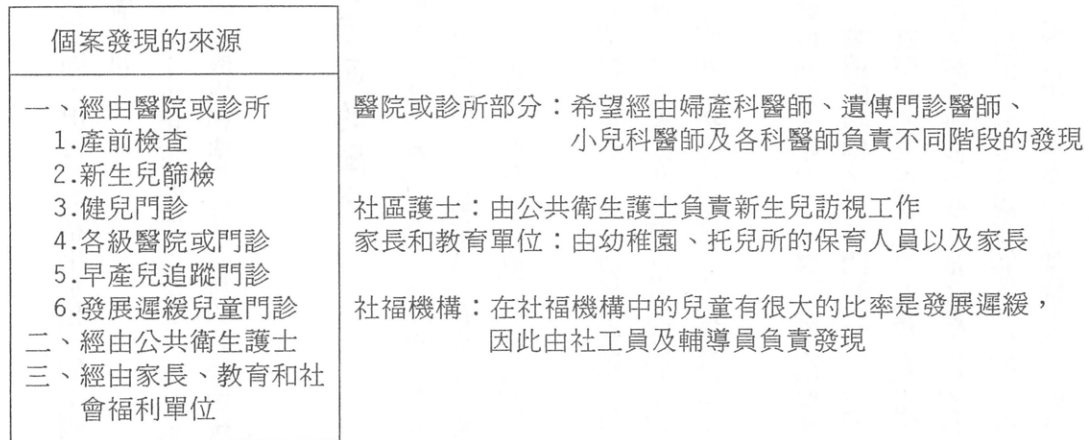 個案發現的來源
一、經由醫院或診所
1.產前檢查
2.新生兒篩檢
3.健兒門診
4.各級醫院或門診
5.早產兒追蹤門診
6.發展遲緩兒童門診
二、經由公共衛生護士
三、經由家長、教育和社
會福利單位
醫院或診所部分：希望經由婦產科醫師、遺傳門診醫師、
小兒科醫師及各科醫師負責不同階段的發現
社區護士：由公共衛生護士負責新生兒訪視工作
家長和教育單位：由幼稚園、托兒所的保育人員以及家長
社福機構：在社福機構中的兒童有很大的比率是發展遲緩，
因此由社工員及輔導員負責發現